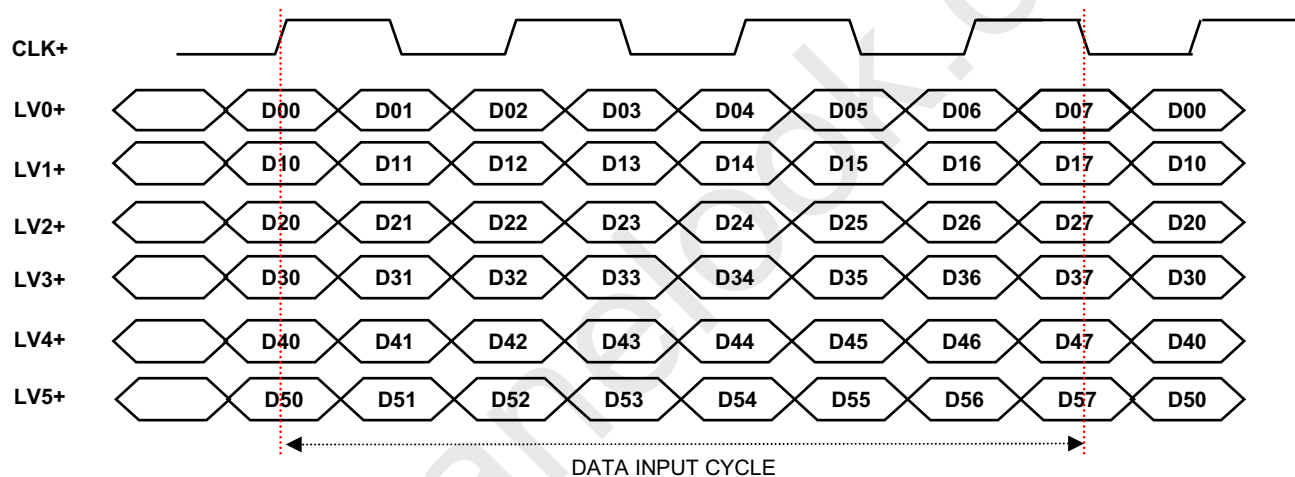 CLK+
LV0+ D00 D01 D02 D03 D04 D05 D06 D07 D00
LV1+ D10 D11 D12 D13 D14 D15 D16 D17 D10
LV2+ D20 D21 D22 D23 D24 D25 D26 D27 D20
LV3+ D30 D31 D32 D33 D34 D35 D36 D37 D30
LV4+ D40 D41 D42 D43 D44 D45 D46 D47 D40
LV5+ D50 D51 D52 D53 D54 D55 D56 D57 D50
DATA INPUT CYCLE
anelook.c